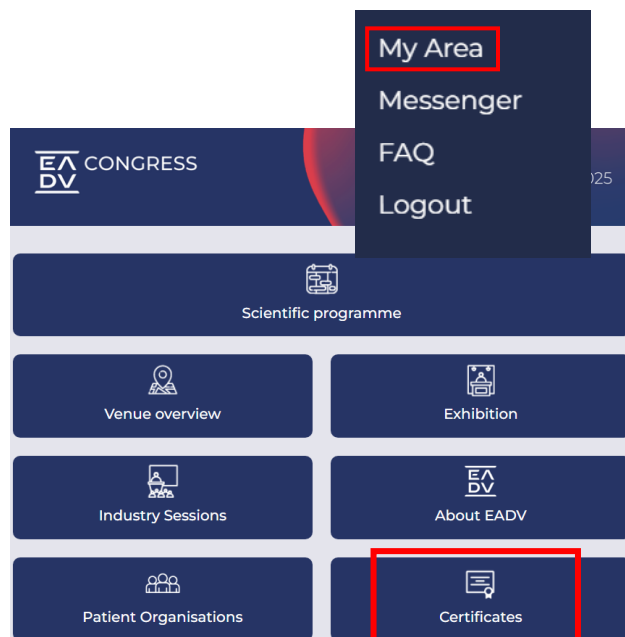 My Area
Messenger
FAQ
Logout
EADV CONGRESS
Scientific programme
Venue overview
Exhibition
Industry Sessions
EADV
About EADV
Patient Organisations
Certificates